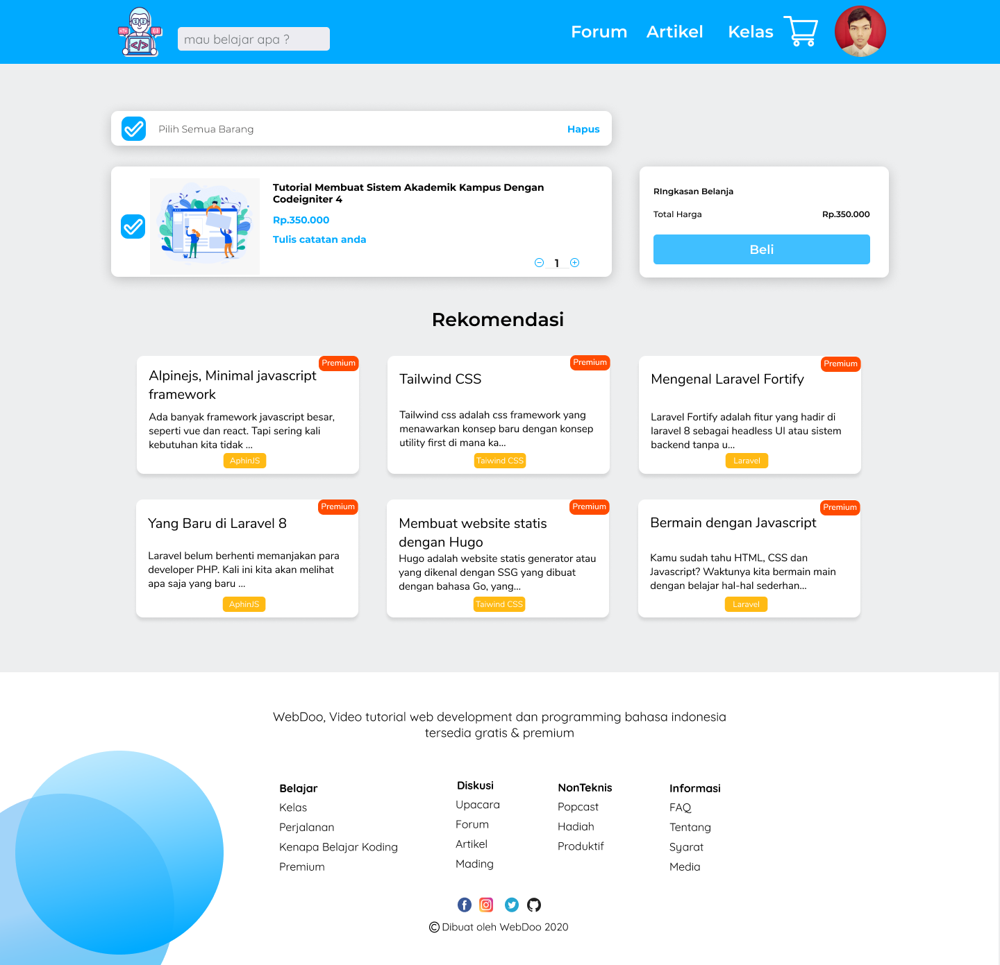 mau belajar apa ?
Forum
Artikel
Kelas
Pilih Semua Barang
Hapus
Tutorial Membuat Sistem Akademik Kampus Dengan
Codeigniter 4
Rp.350.000
Tulis catatan anda
1
RIngkasan Belanja
Total Harga
Rp.350.000
Beli
Rekomendasi
Premium
Alpinejs, Minimal javascript
framework
Ada banyak framework javascript besar,
seperti vue dan react. Tapi sering kali
kebutuhan kita tidak ...
AphinJS
Premium
Tailwind CSS
Tailwind css adalah css framework yang
menawarkan konsep baru dengan konsep
utility first di mana ka...
Taiwind CSS
Premium
Mengenal Laravel Fortify
Laravel Fortify adalah fitur yang hadir di
laravel 8 sebagai headless UI atau sistem
backend tanpa u...
Laravel
Premium
Yang Baru di Laravel 8
Laravel belum berhenti memanjakan para
developer PHP. Kali ini kita akan melihat
apa saja yang baru ...
AphinJS
Premium
Membuat website statis
dengan Hugo
Hugo adalah website statis generator atau
yang dikenal dengan SSG yang dibuat
dengan bahasa Go, yang...
Taiwind CSS
Premium
Bermain dengan Javascript
Kamu sudah tahu HTML, CSS dan
Javascript? Waktunya kita bermain main
dengan belajar hal-hal sederhan...
Laravel
WebDoo, Video tutorial web development dan programming bahasa indonesia
tersedia gratis & premium
Belajar
Kelas
Perjalanan
Kenapa Belajar Koding
Premium
Diskusi
Upacara
Forum
Artikel
Mading
NonTeknis
Popcast
Hadiah
Produktif
Informasi
FAQ
Tentang
Syarat
Media
© Dibuat oleh WebDoo 2020